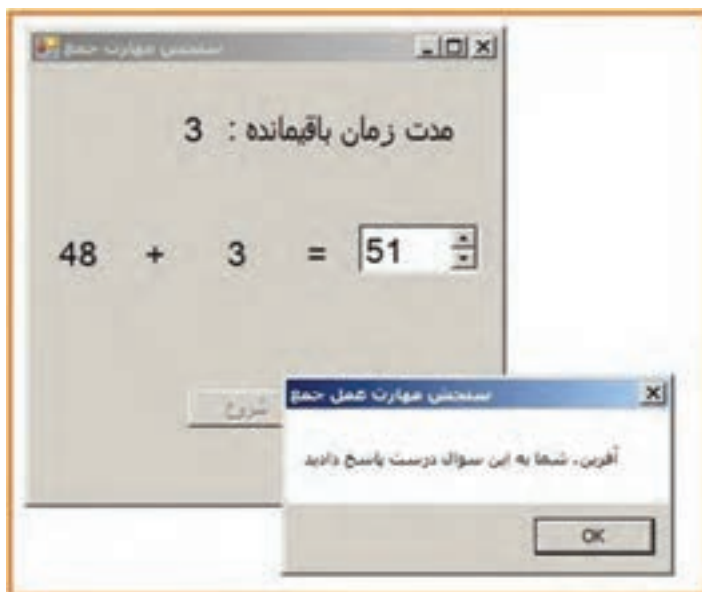 سنجش مهارت جمع
مدت زمان باقیمانده : 3
48 + 3 = 51
شروع
سنجش مهارت عمل جمع
آفرین، شما به این سوال درست پاسخ دادید
OK